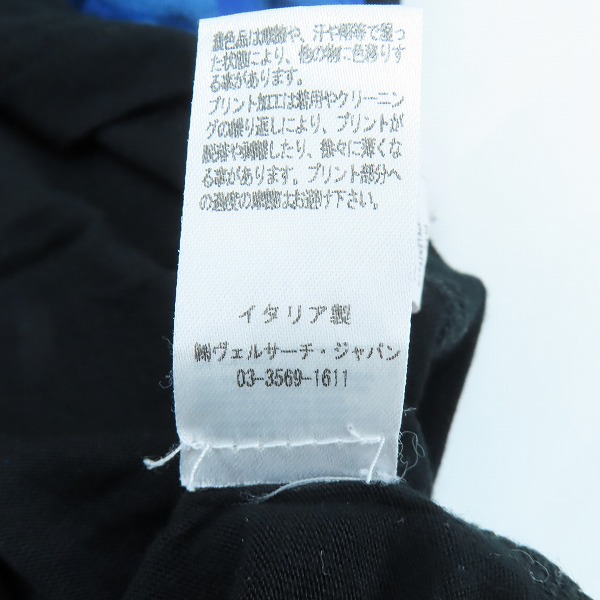 濃色品は摩擦や、汗や雨等で湿っ
た状態により、他の物に色移りす
る事があります。
プリント加工は着用やクリーニン
グの繰り返しにより、プリントが
脱落や剥離したり、徐々に薄くな
る事があります。プリント部分へ
の過度の摩擦はお避け下さい。
イタリア製
㈱ヴェルサーチ・ジャパン
03-3569-1611